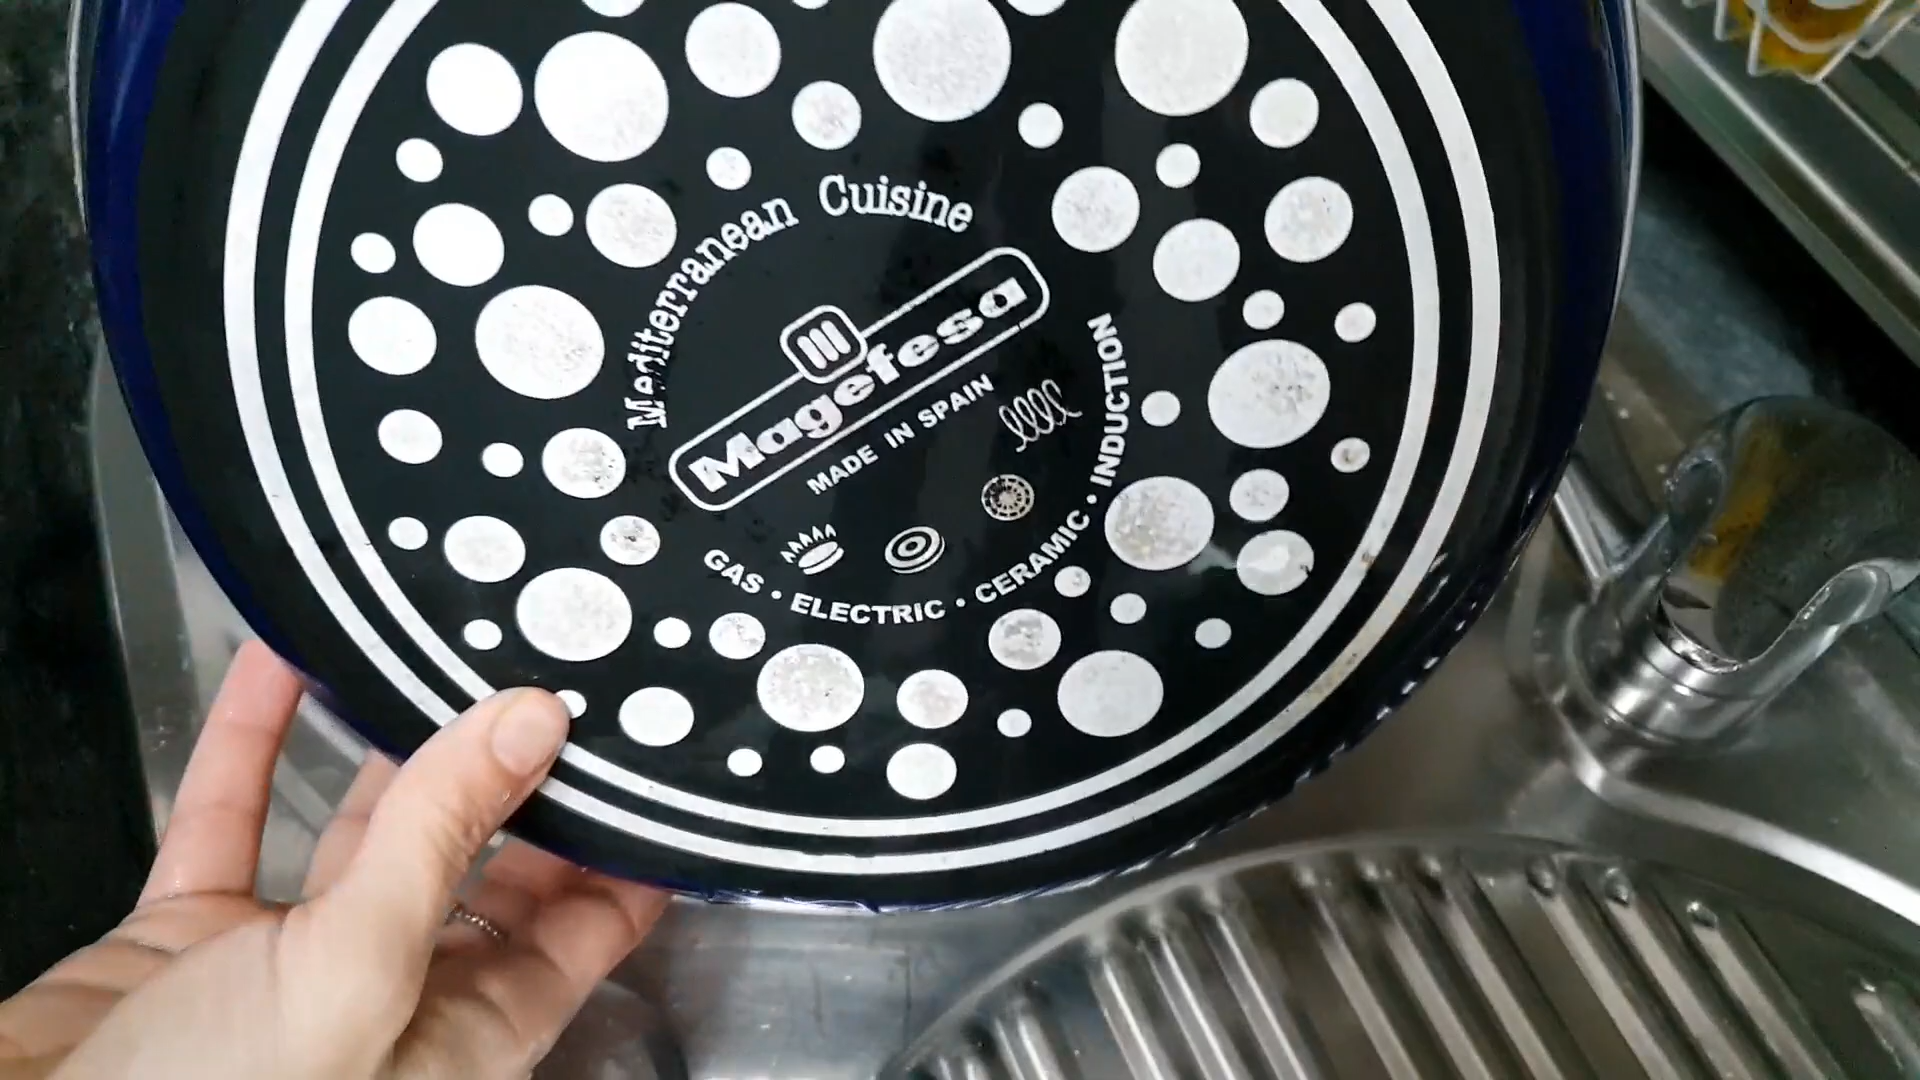 Mediterranean Cuisine
Magefesa
MADE IN SPAIN
GAS • ELECTRIC • CERAMIC • INDUCTION